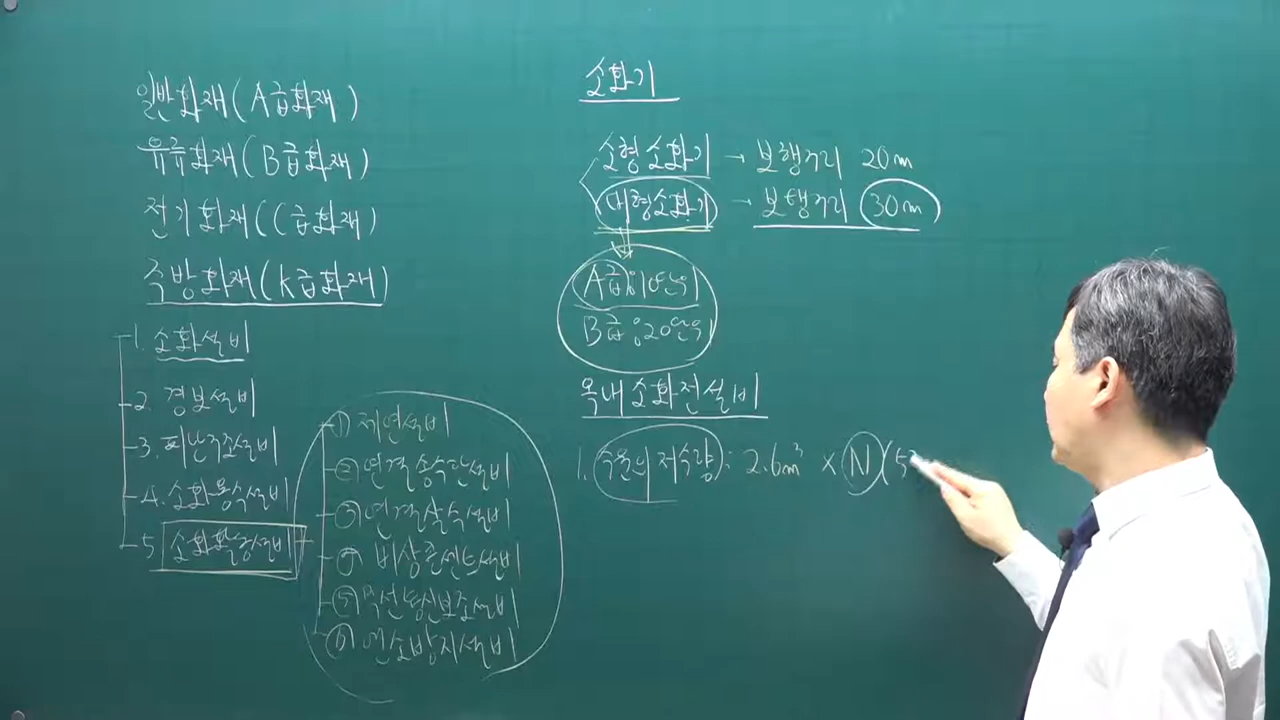 일반화재(A급화재)
유류화재(B급화재)
전기화재(C급화재)
주방화재(K급화재)
1. 소화설비
2. 경보설비
3. 피난구조설비
4. 소화용수설비
5 소화활동설비
① 제연설비
② 연결송수관설비
③ 연결살수설비
④ 비상콘센트설비
⑤ 무선통신보조설비
⑥ 연소방지설비
소화기
소형소화기 → 보행거리 20m
대형소화기 → 보행거리 30m
A급:10단위
B급:20단위
옥내소화전설비
1. 수원의 저수량: 2.6m³ × N(5